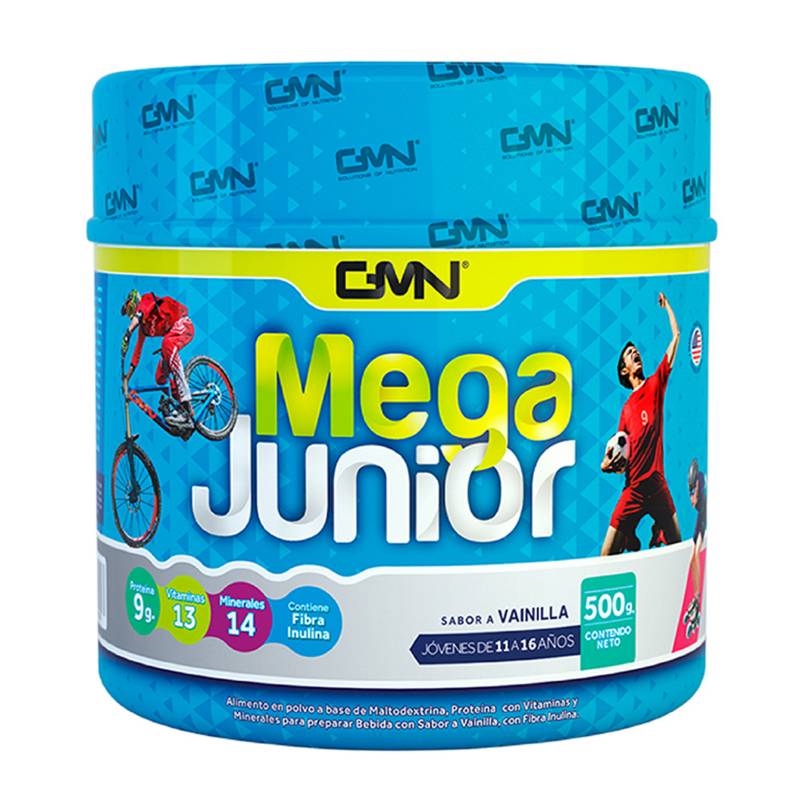 GMN®
SOLUTIONS OF NUTRITION
GMN®
Mega
Junior
9
Proteína
9g.
Vitaminas
13
Minerales
14
Contiene
Fibra
Inulina
SABOR A VAINILLA
JÓVENES DE 11 A 16 AÑOS
500g.
CONTENIDO
NETO
Alimento en polvo a base de Maltodextrina, Proteína con Vitaminas y
Minerales para preparar Bebida con Sabor a Vainilla, con Fibra Inulina.